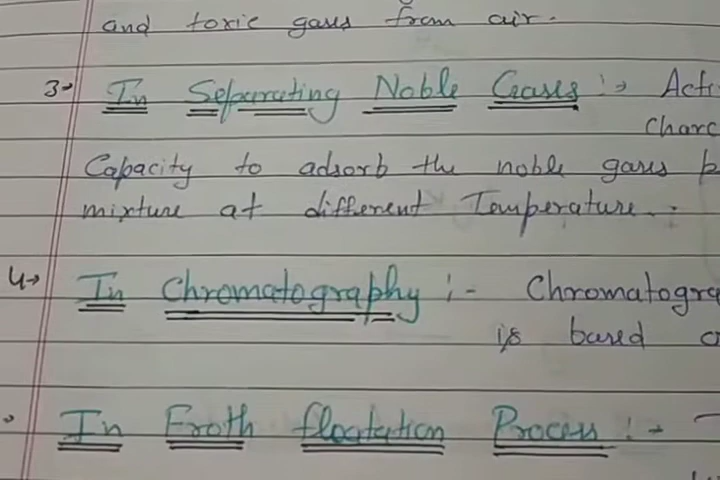 and toxic gases from air.
3→ In Separating Noble Gases :→ Acti
Charc
Capacity to adsorb the noble gases
mixture at different Temperature.
4→ In Chromatography :- Chromatogra
is based o
In Froth floatation Process :-